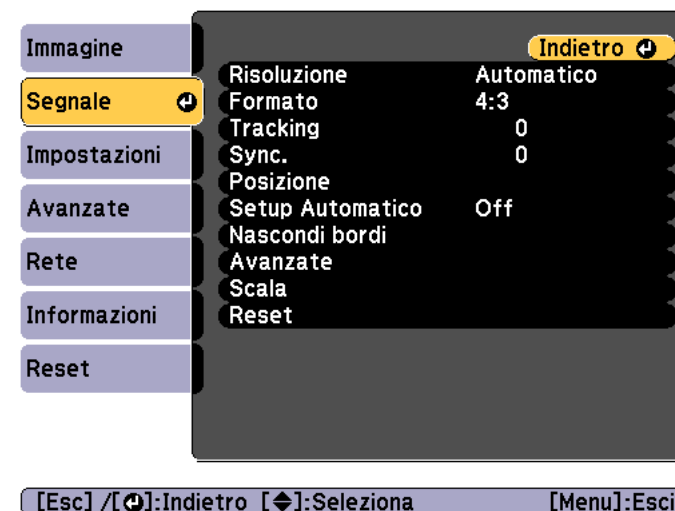 Immagine
Segnale
Impostazioni
Avanzate
Rete
Informazioni
Reset
Indietro
Risoluzione Automatico
Formato 4:3
Tracking 0
Sync. 0
Posizione
Setup Automatico Off
Nascondi bordi
Avanzate
Scala
Reset
[Esc] /[ ]:Indietro [ ]:Seleziona [Menu]:Esci